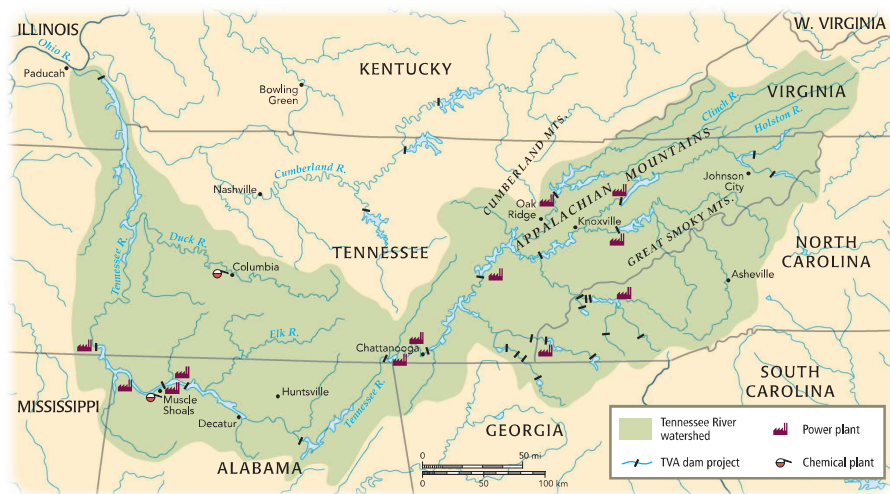 ILLINOIS
Ohio R.
Paducah
W. VIRGINIA
KENTUCKY
Bowling
Green
VIRGINIA
Clinch R.
Holston R.
CUMBERLAND MTS.
APPALACHIAN MOUNTAINS
Johnson
City
Cumberland R.
Nashville
Oak
Ridge
Knoxville
GREAT SMOKY MTS.
Tennessee R.
Duck R.
Columbia
TENNESSEE
NORTH
CAROLINA
Asheville
Elk R.
Chattanooga
MISSISSIPPI
Muscle
Shoals
Huntsville
Decatur
Tennessee R.
ALABAMA
GEORGIA
SOUTH
CAROLINA
0 50 mi
0 50 100 km
Tennessee River
watershed
Power plant
TVA dam project
Chemical plant